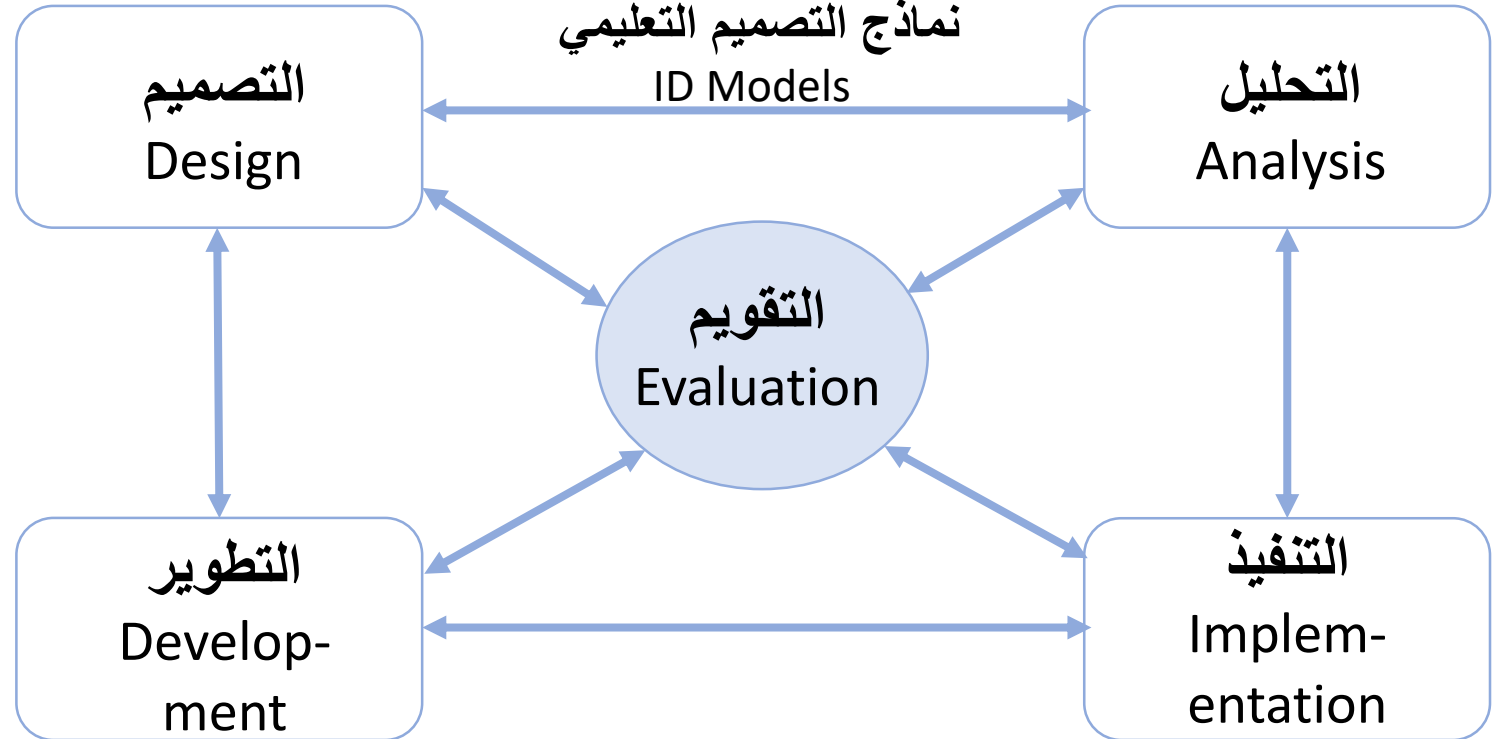 نماذج التصميم التعليمي
ID Models
التحليل
Analysis
التصميم
Design
التقويم
Evaluation
التطوير
Develop-
ment
التنفيذ
Implem-
entation